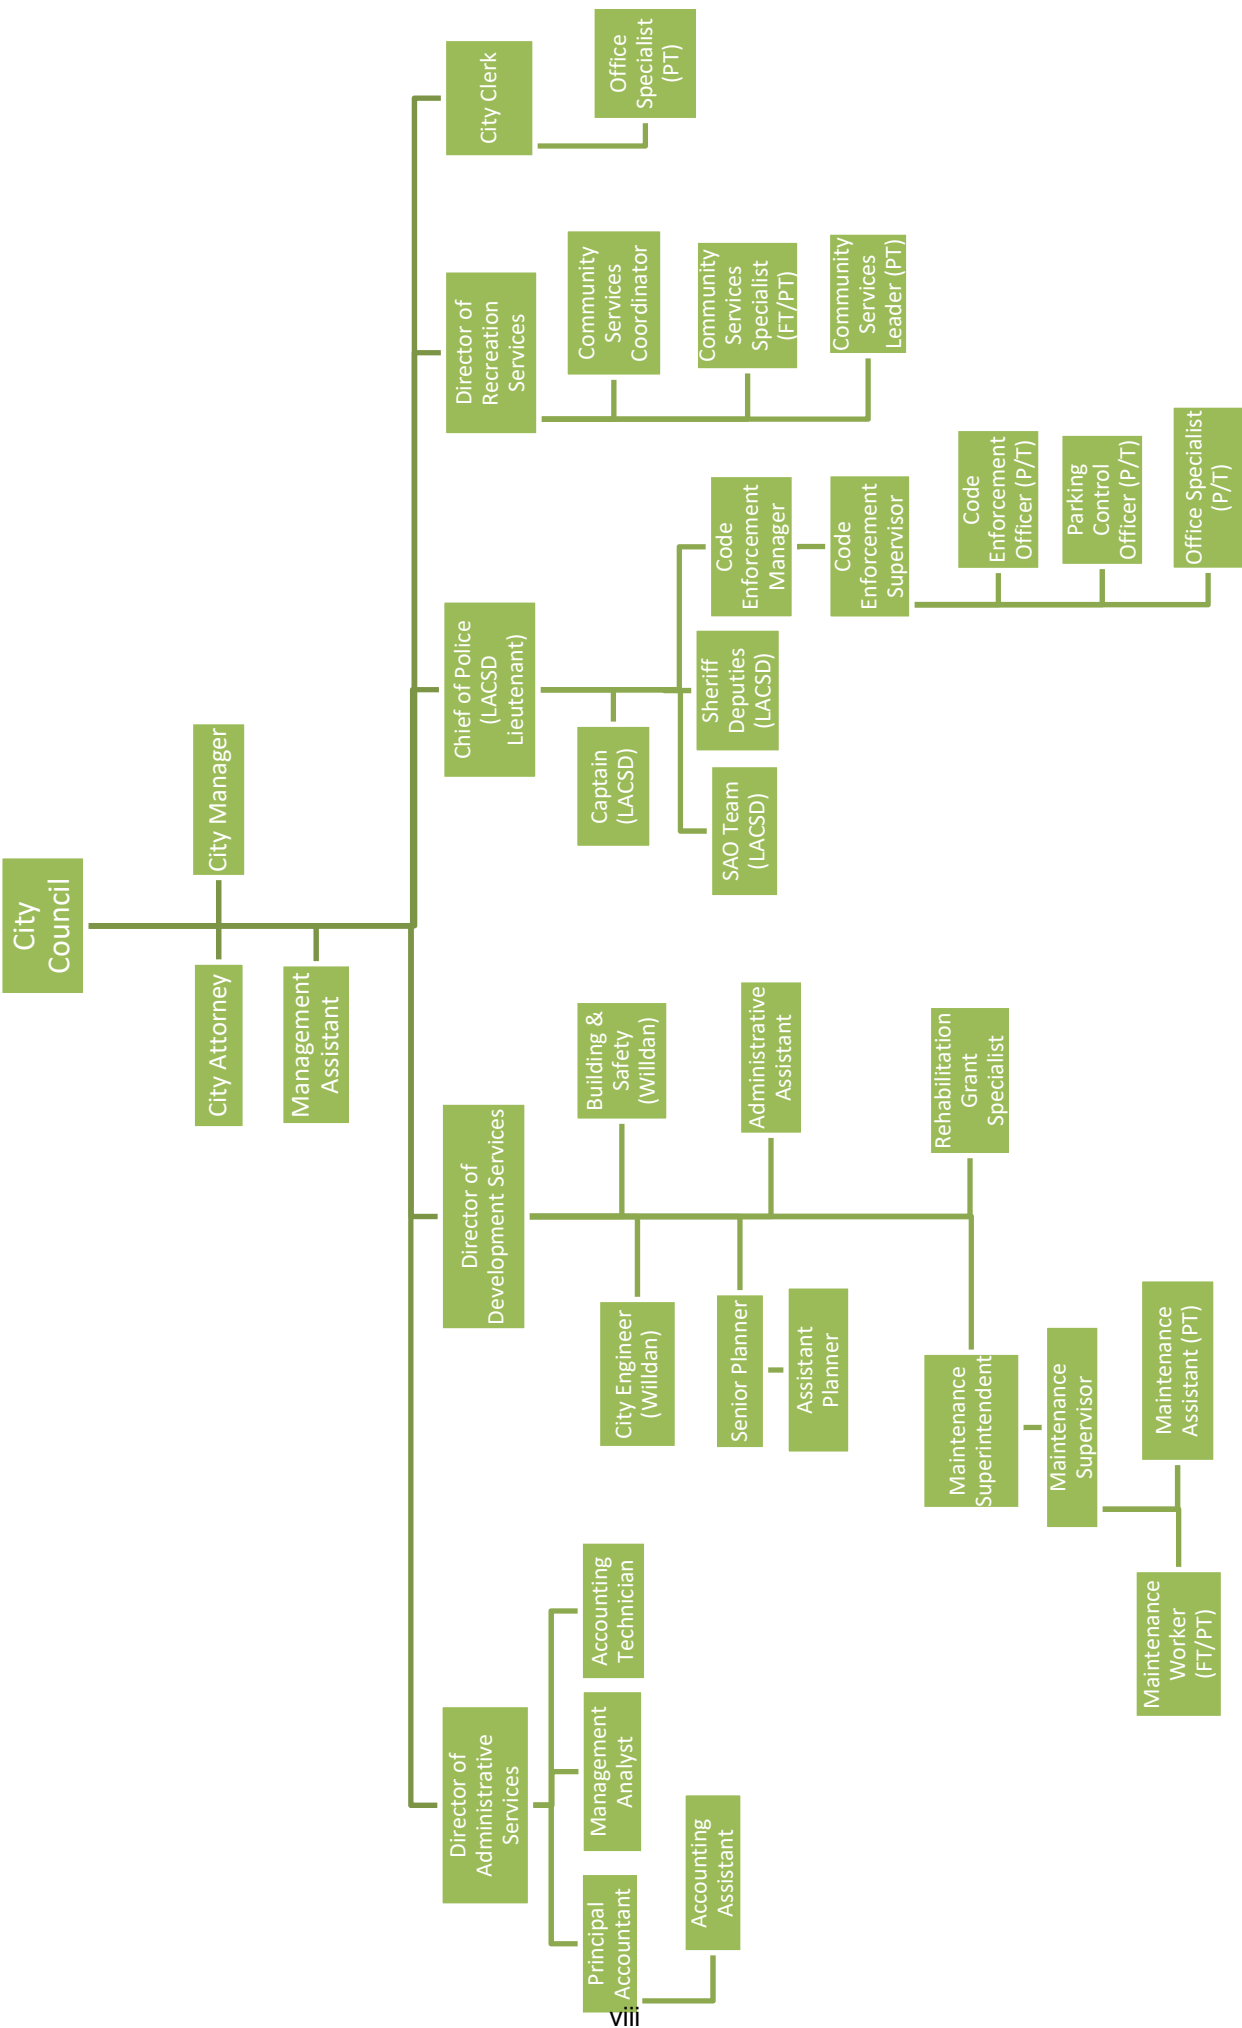 City
Council
City Attorney
City Manager
Management
Assistant
Director of
Administrative
Services
Principal
Accountant
Accounting
Assistant
Management
Analyst
Accounting
Technician
Director of
Development Services
City Engineer
(Willdan)
Building &
Safety
(Willdan)
Senior Planner
Assistant
Planner
Administrative
Assistant
Maintenance
Superintendent
Rehabilitation
Grant
Specialist
Maintenance
Supervisor
Maintenance
Worker
(FT/PT)
Maintenance
Assistant (PT)
Chief of Police
(LACSD
Lieutenant)
Captain
(LACSD)
SAO Team
(LACSD)
Sheriff
Deputies
(LACSD)
Code
Enforcement
Manager
Code
Enforcement
Supervisor
Code
Enforcement
Officer (P/T)
Parking
Control
Officer (P/T)
Office Specialist
(P/T)
Director of
Recreation
Services
Community
Services
Coordinator
Community
Services
Specialist
(FT/PT)
Community
Services
Leader (PT)
City Clerk
Office
Specialist
(PT)
viii